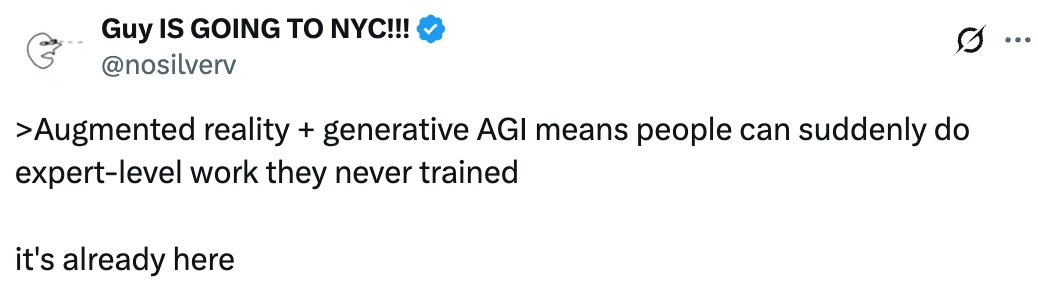 Guy IS GOING TO NYC!!!
@nosilverv
>Augmented reality + generative AGI means people can suddenly do
expert-level work they never trained
it's already here